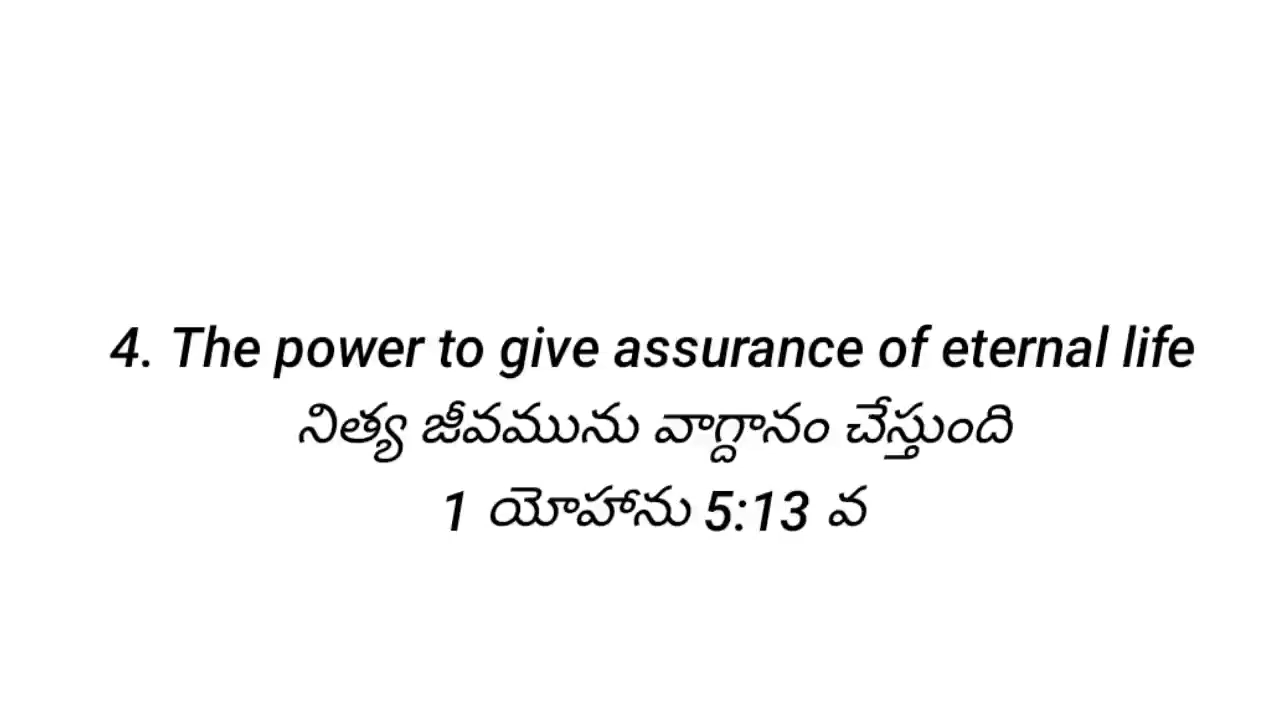 4. The power to give assurance of eternal life
నిత్య జీవమును వాగ్దానం చేస్తుంది
1 యోహాను 5:13 వ